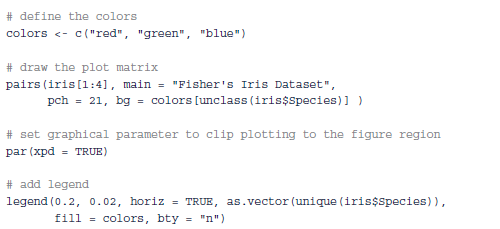 # define the colors
colors <- c("red", "green", "blue")
# draw the plot matrix
pairs(iris[1:4], main = "Fisher's Iris Dataset",
pch = 21, bg = colors[unclass(iris$Species)] )
# set graphical parameter to clip plotting to the figure region
par(xpd = TRUE)
# add legend
legend(0.2, 0.02, horiz = TRUE, as.vector(unique(iris$Species)),
fill = colors, bty = "n")